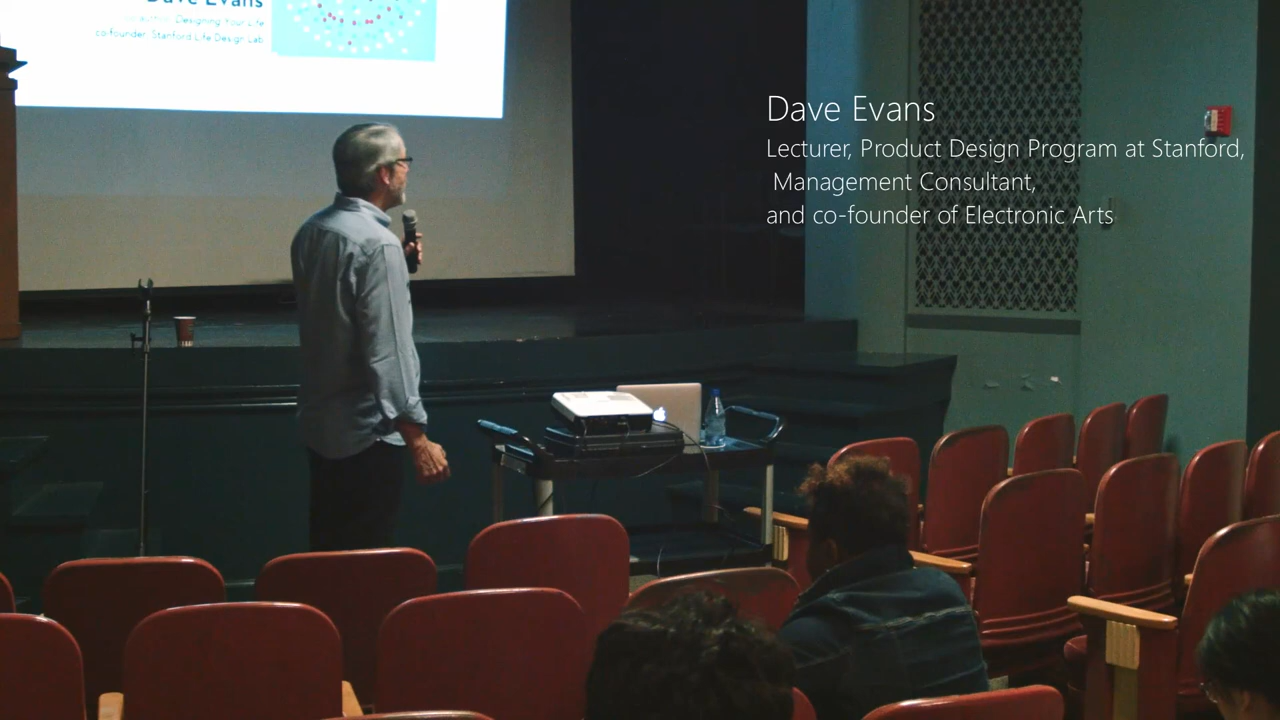 Dave Evans
co-author, Designing Your Life
co-founder, Stanford Life Design Lab
Dave Evans
Lecturer, Product Design Program at Stanford,
Management Consultant,
and co-founder of Electronic Arts